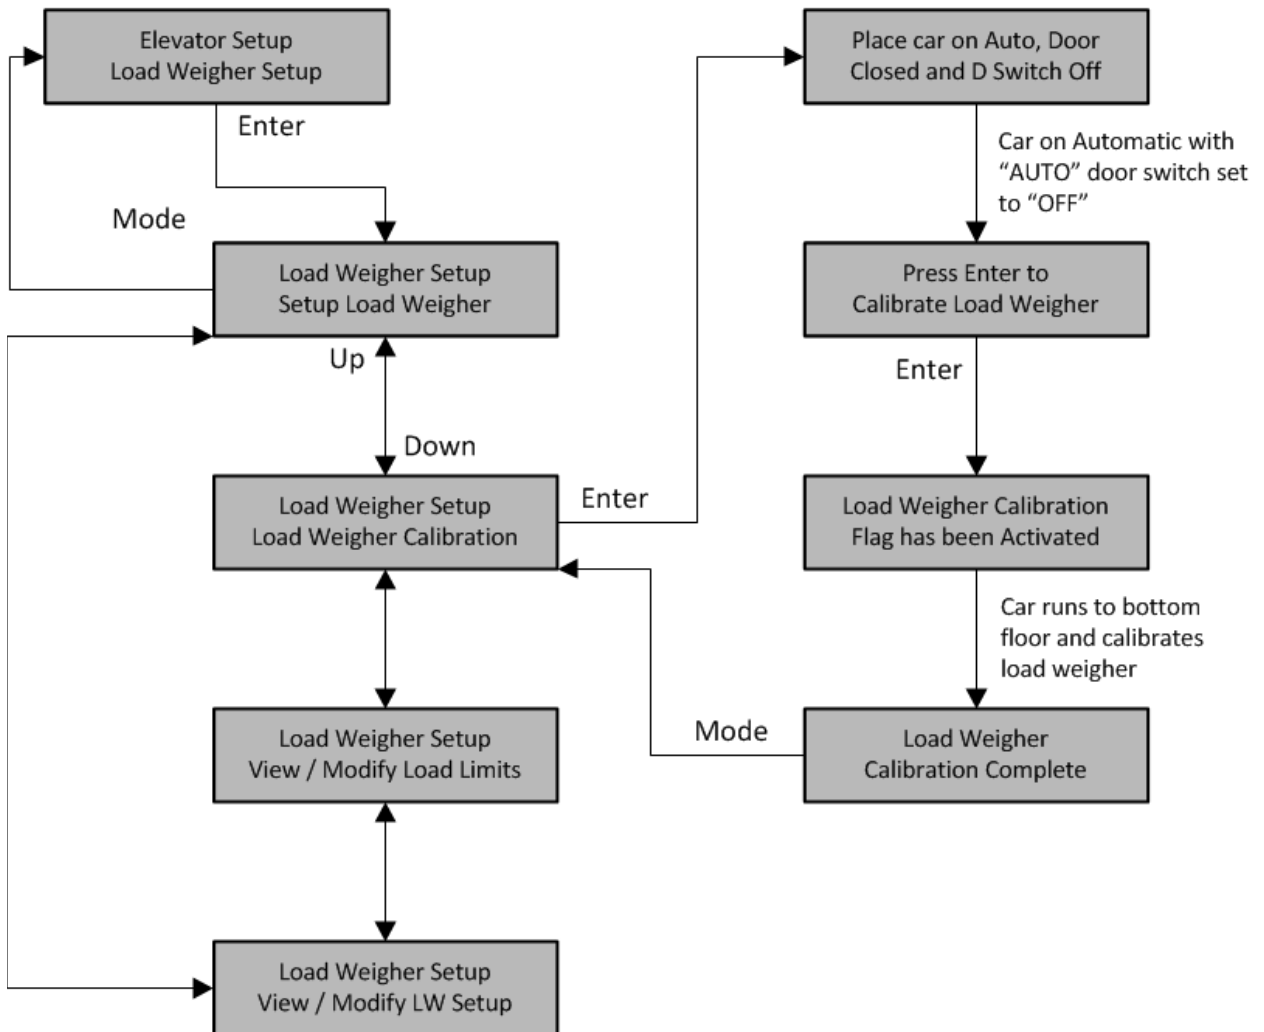 Elevator Setup
Load Weigher Setup
Enter
Mode
Load Weigher Setup
Setup Load Weigher
Up
Down
Load Weigher Setup
Load Weigher Calibration
Enter
Load Weigher Setup
View / Modify Load Limits
Load Weigher Setup
View / Modify LW Setup
Place car on Auto, Door
Closed and D Switch Off
Car on Automatic with
“AUTO” door switch set
to “OFF”
Press Enter to
Calibrate Load Weigher
Enter
Load Weigher Calibration
Flag has been Activated
Car runs to bottom
floor and calibrates
load weigher
Load Weigher
Calibration Complete
Mode